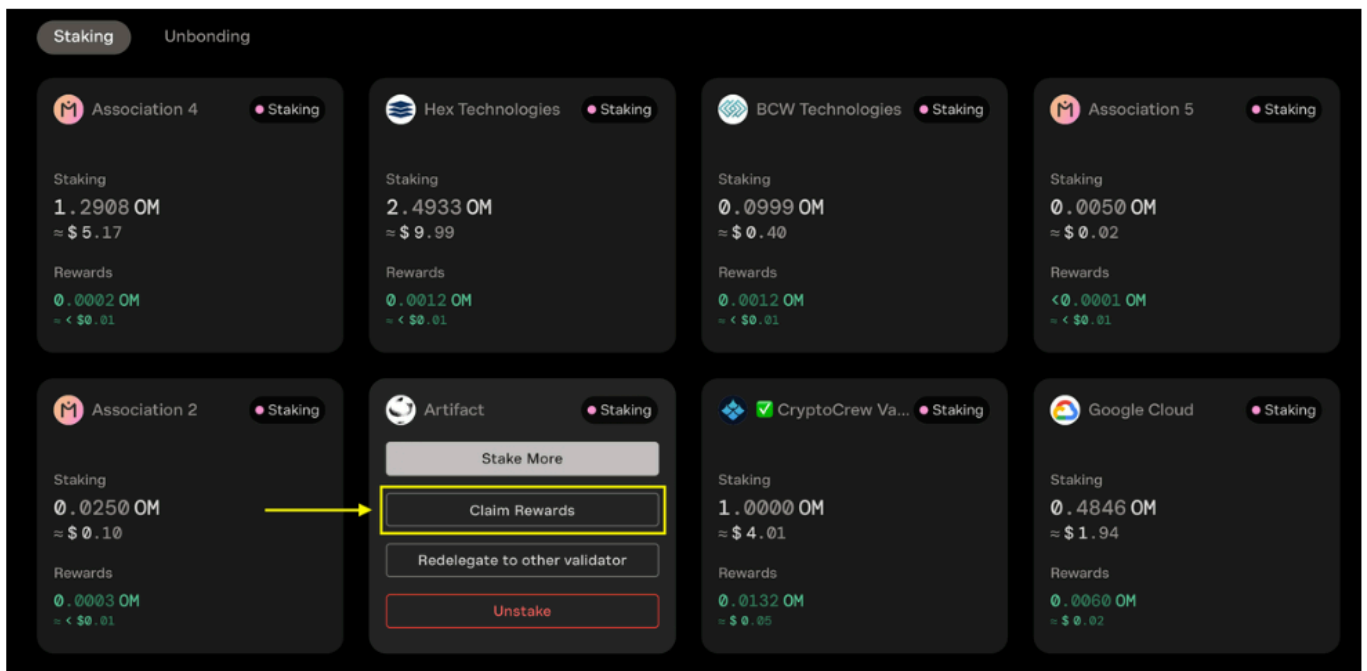 Staking Unbonding
Association 4 Staking
Staking
1.2908 OM
≈ $ 5.17
Rewards
0.0002 OM
≈ < $0.01
Hex Technologies Staking
Staking
2.4933 OM
≈ $ 9.99
Rewards
0.0012 OM
≈ < $0.01
BCW Technologies Staking
Staking
0.0999 OM
≈ $ 0.40
Rewards
0.0012 OM
≈ < $0.01
Association 5 Staking
Staking
0.0050 OM
≈ $ 0.02
Rewards
<0.0001 OM
≈ < $0.01
Association 2 Staking
Staking
0.0250 OM
≈ $ 0.10
Rewards
0.0003 OM
≈ < $0.01
Artifact Staking
Stake More
Claim Rewards
Redelegate to other validator
Unstake
✅ CryptoCrew Va... Staking
Staking
1.0000 OM
≈ $ 4.01
Rewards
0.0132 OM
≈ $ 0.05
Google Cloud Staking
Staking
0.4846 OM
≈ $ 1.94
Rewards
0.0060 OM
≈ $ 0.02